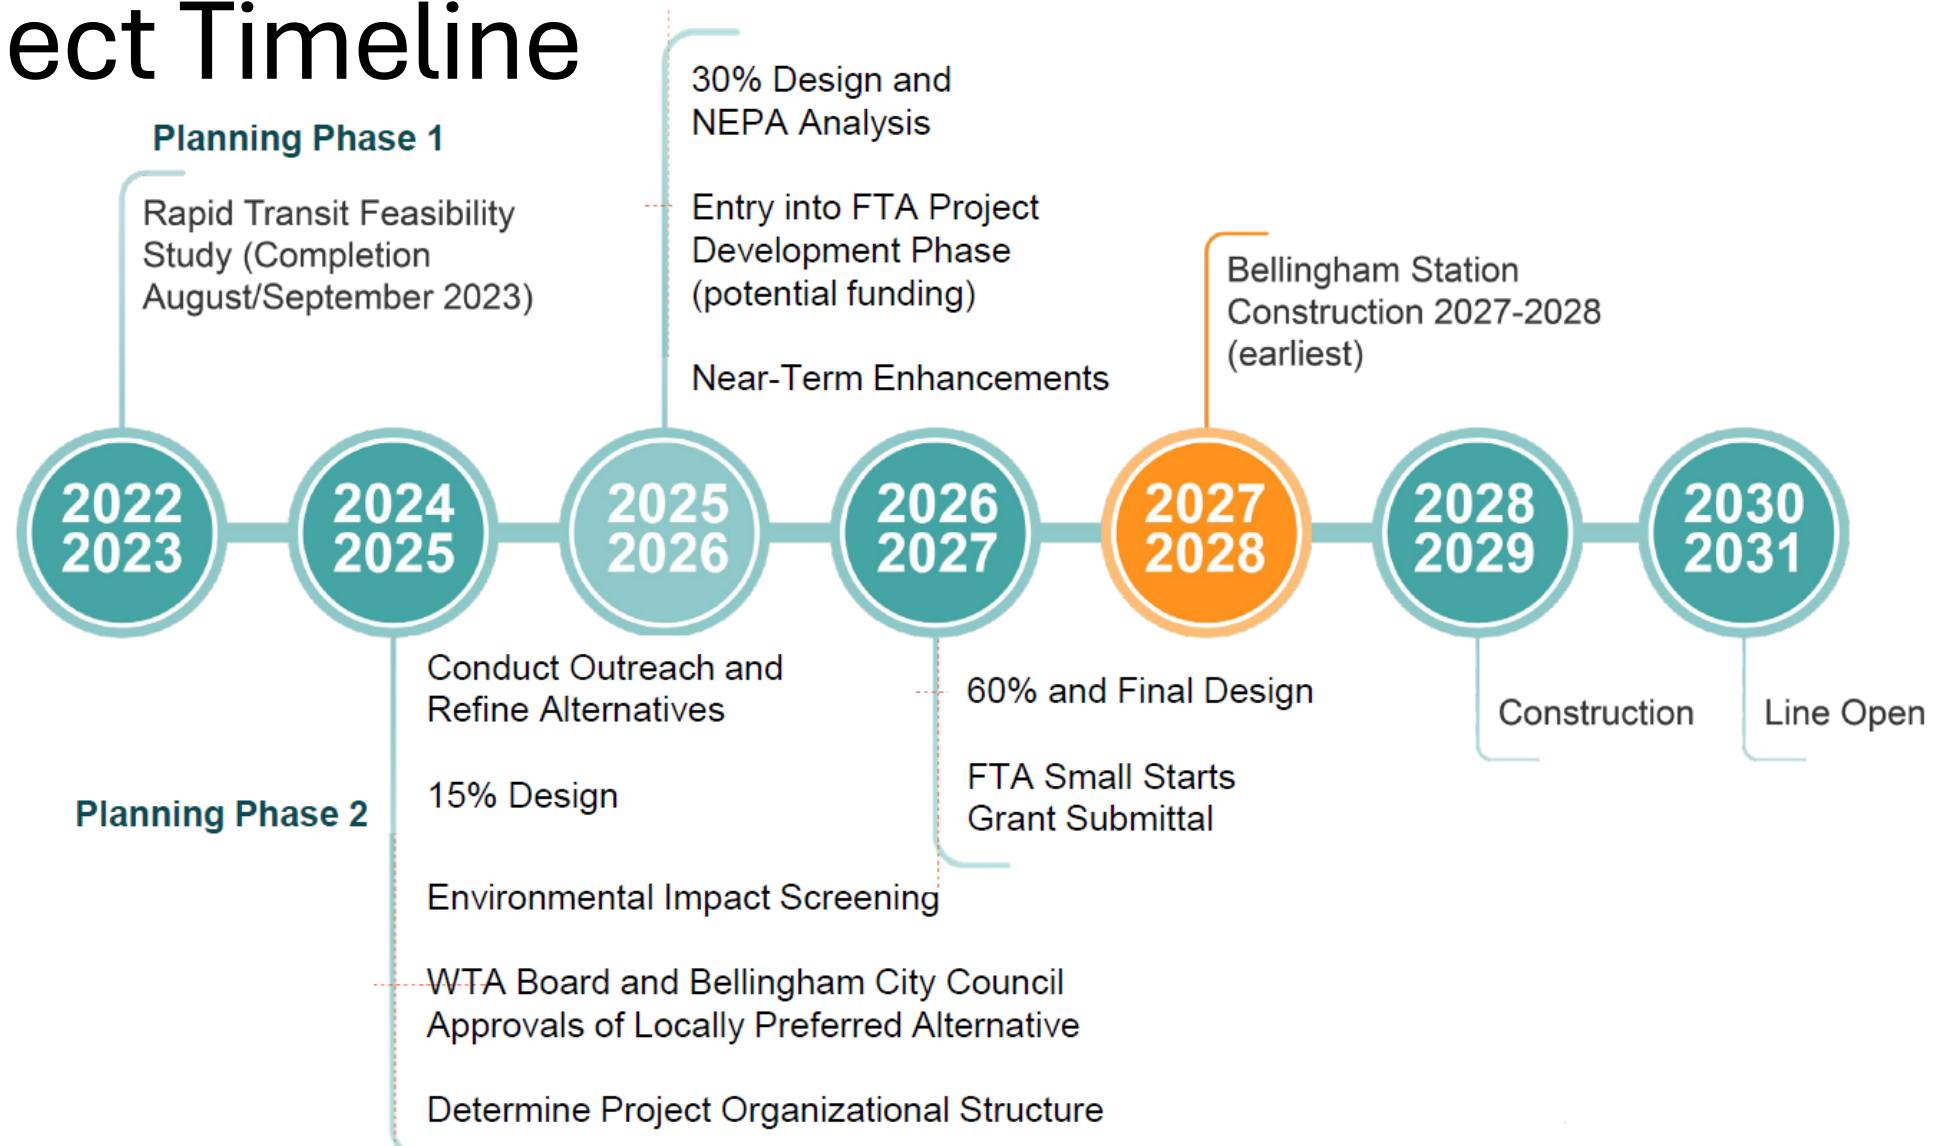 ect Timeline
Planning Phase 1
Rapid Transit Feasibility
Study (Completion
August/September 2023)
30% Design and
NEPA Analysis
Entry into FTA Project
Development Phase
(potential funding)
Near-Term Enhancements
Bellingham Station
Construction 2027-2028
(earliest)
2022
2023
2024
2025
2025
2026
2026
2027
2027
2028
2028
2029
2030
2031
Planning Phase 2
Conduct Outreach and
Refine Alternatives
15% Design
Environmental Impact Screening
WTA Board and Bellingham City Council
Approvals of Locally Preferred Alternative
Determine Project Organizational Structure
60% and Final Design
FTA Small Starts
Grant Submittal
Construction
Line Open